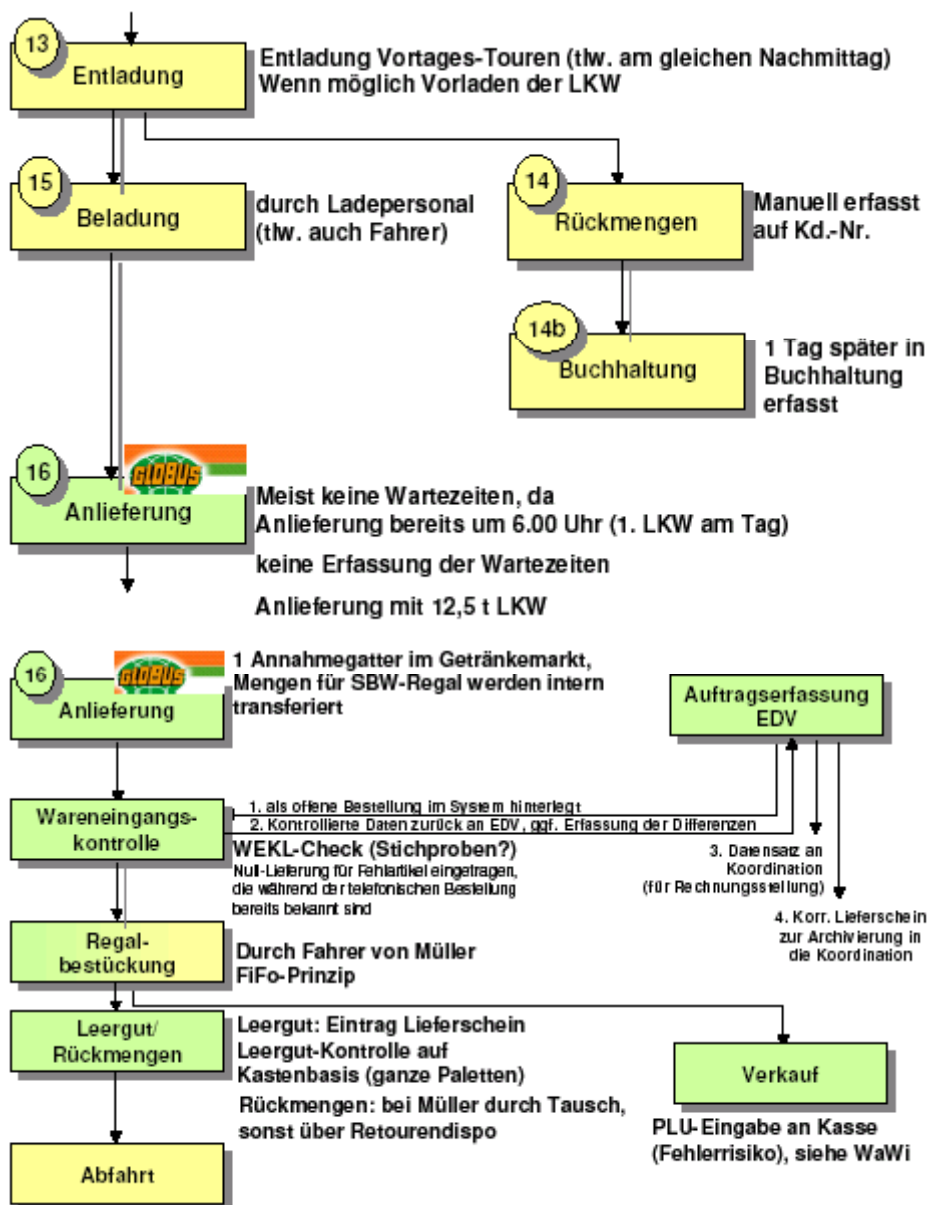 13
Entladung
Entladung Vortages-Touren (tlw. am gleichen Nachmittag)
Wenn möglich Vorladen der LKW
15
Beladung
durch Ladepersonal
(tlw. auch Fahrer)
14
Rückmengen
Manuell erfasst
auf Kd.-Nr.
14b
Buchhaltung
1 Tag später in
Buchhaltung
erfasst
16
GLOBUS
Anlieferung
Meist keine Wartezeiten, da
Anlieferung bereits um 6.00 Uhr (1. LKW am Tag)
keine Erfassung der Wartezeiten
Anlieferung mit 12,5 t LKW
16
GLOBUS
Anlieferung
1 Annahmegatter im Getränkemarkt,
Mengen für SBW-Regal werden intern
transferiert
Auftragserfassung
EDV
Wareneingangs-
kontrolle
1. als offene Bestellung im System hinterlegt
2. Kontrollierte Daten zurück an EDV, ggf. Erfassung der Differenzen
WEKL-Check (Stichproben?)
Null-Lieferung für Fehlartikel eingetragen,
die während der telefonischen Bestellung
bereits bekannt sind
3. Datensatz an
Koordination
(für Rechnungsstellung)
4. Korr. Lieferschein
zur Archivierung in
die Koordination
Regal-
bestückung
Durch Fahrer von Müller
FiFo-Prinzip
Leergut/
Rückmengen
Leergut: Eintrag Lieferschein
Leergut-Kontrolle auf
Kastenbasis (ganze Paletten)
Rückmengen: bei Müller durch Tausch,
sonst über Retourendispo
Verkauf
PLU-Eingabe an Kasse
(Fehlerrisiko), siehe WaWi
Abfahrt